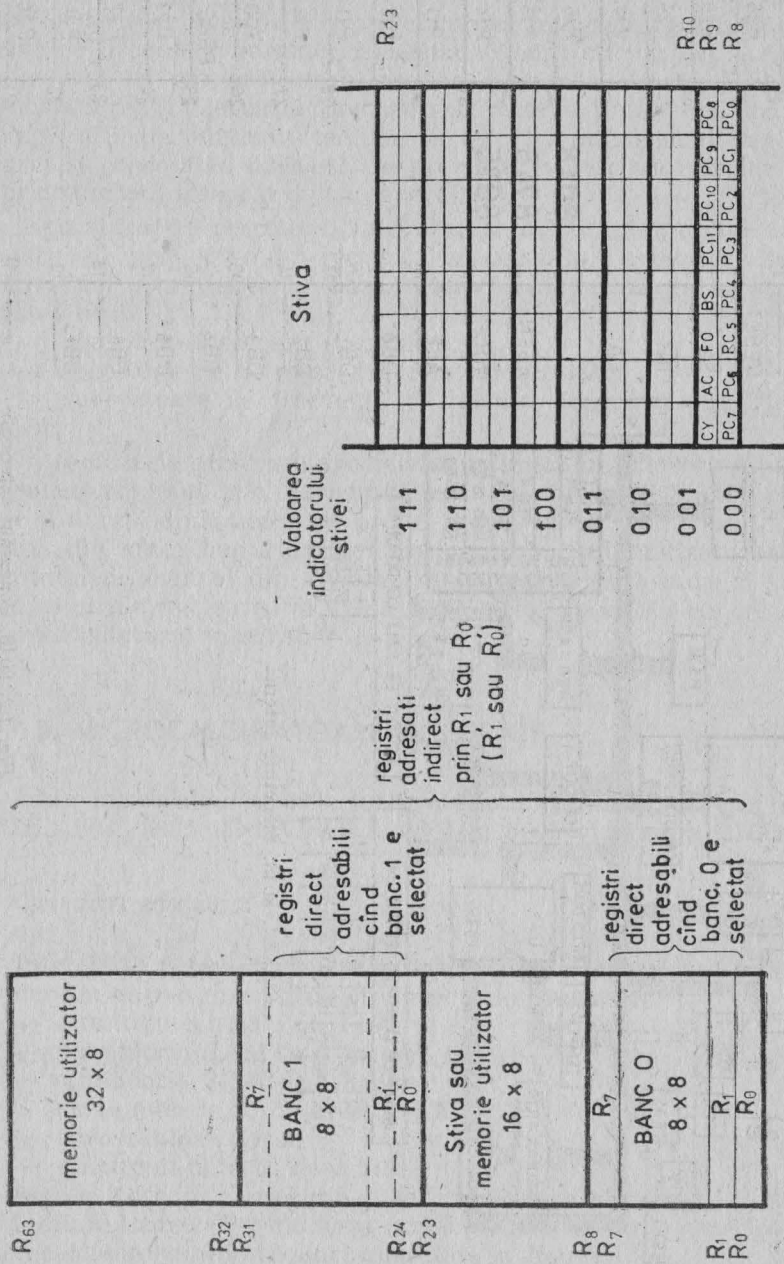 R63
R32
R31
R24
R23
R8
R7
R1
R0
memorie utilizator
32 x 8
R'7
BANC 1
8 x 8
R'1
R'0
Stiva sau
memorie utilizator
16 x 8
R7
BANC 0
8 x 8
R1
R0
registri
direct
adresabili
cînd
banc. 1 e
selectat
registri
direct
adresabili
cînd
banc. 0 e
selectat
registri
adresati
indirect
prin R1 sau R0
(R'1 sau R'0)
Valoarea
indicatorului
stivei
111
110
101
100
011
010
001
000
Stiva
CY AC F0 BS PC11 PC10 PC9 PC8
PC7 PC6 RC5 PC4 PC3 PC2 PC1 PC0
R23
R10
R9
R8